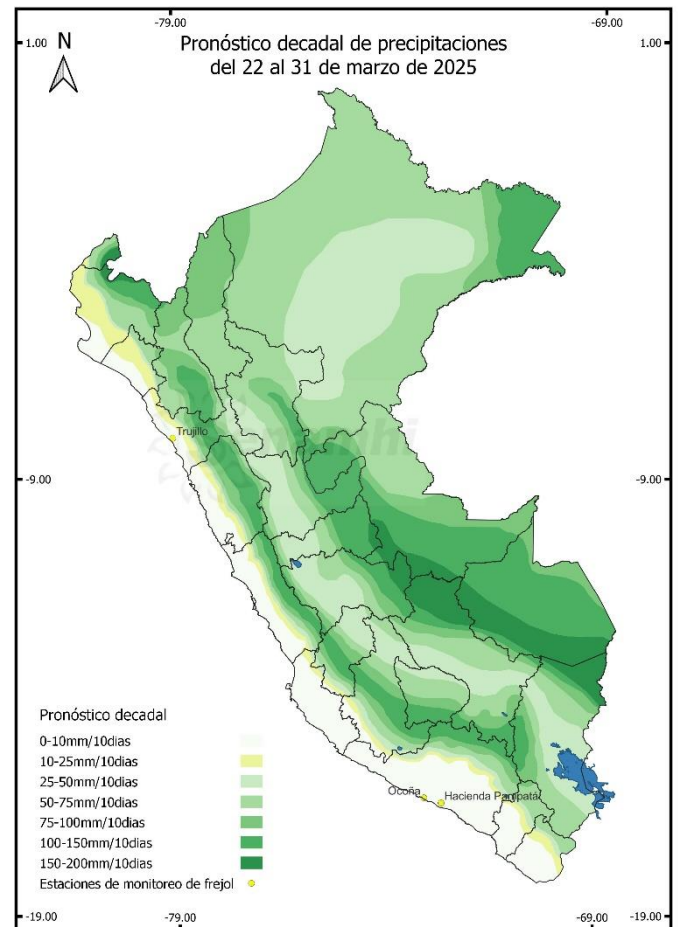 -79.00
-69.00
1.00
1.00
N
Pronóstico decadal de precipitaciones
del 22 al 31 de marzo de 2025
Trujillo
senamhi
-9.00
-9.00
Pronóstico decadal
0-10mm/10dias
10-25mm/10dias
25-50mm/10dias
50-75mm/10dias
75-100mm/10dias
100-150mm/10dias
150-200mm/10dias
Estaciones de monitoreo de frejol
Ocoña
Hacienda Pampatal
-19.00
-19.00
-79.00
-69.00